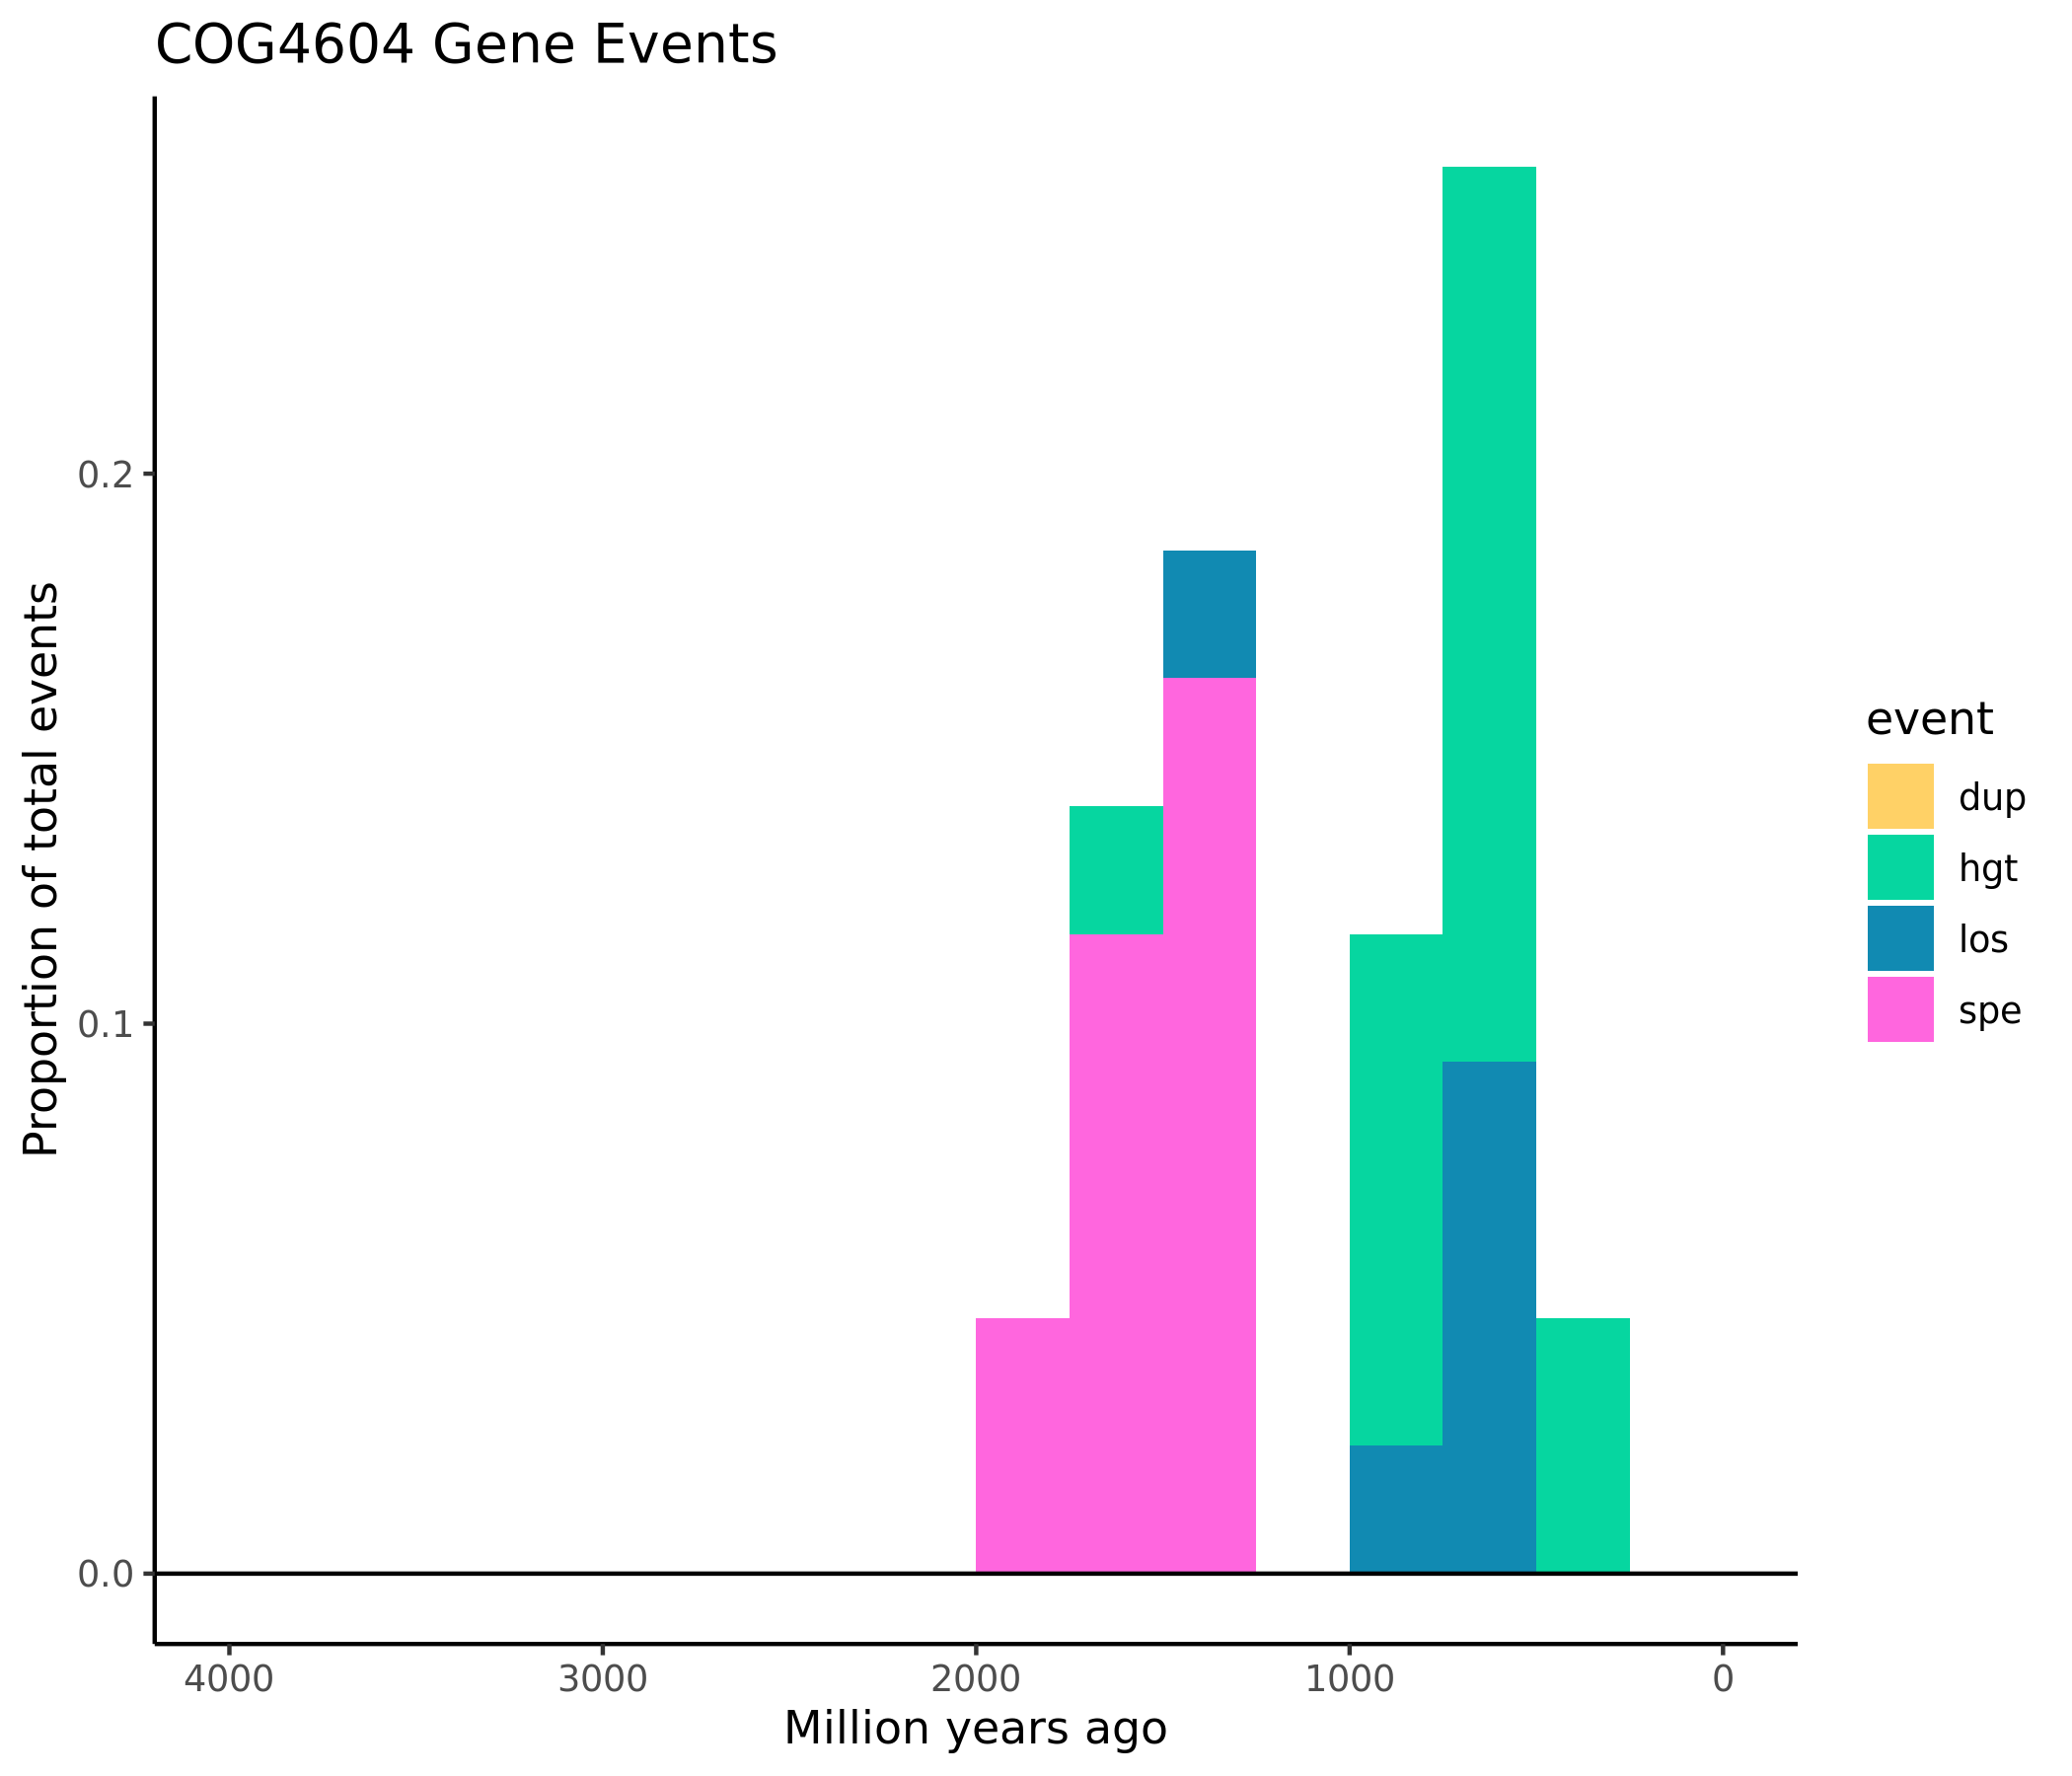 COG4604 Gene Events
Proportion of total events
0.2
0.1
0.0
4000 3000 2000 1000 0
Million years ago
event
dup
hgt
los
spe